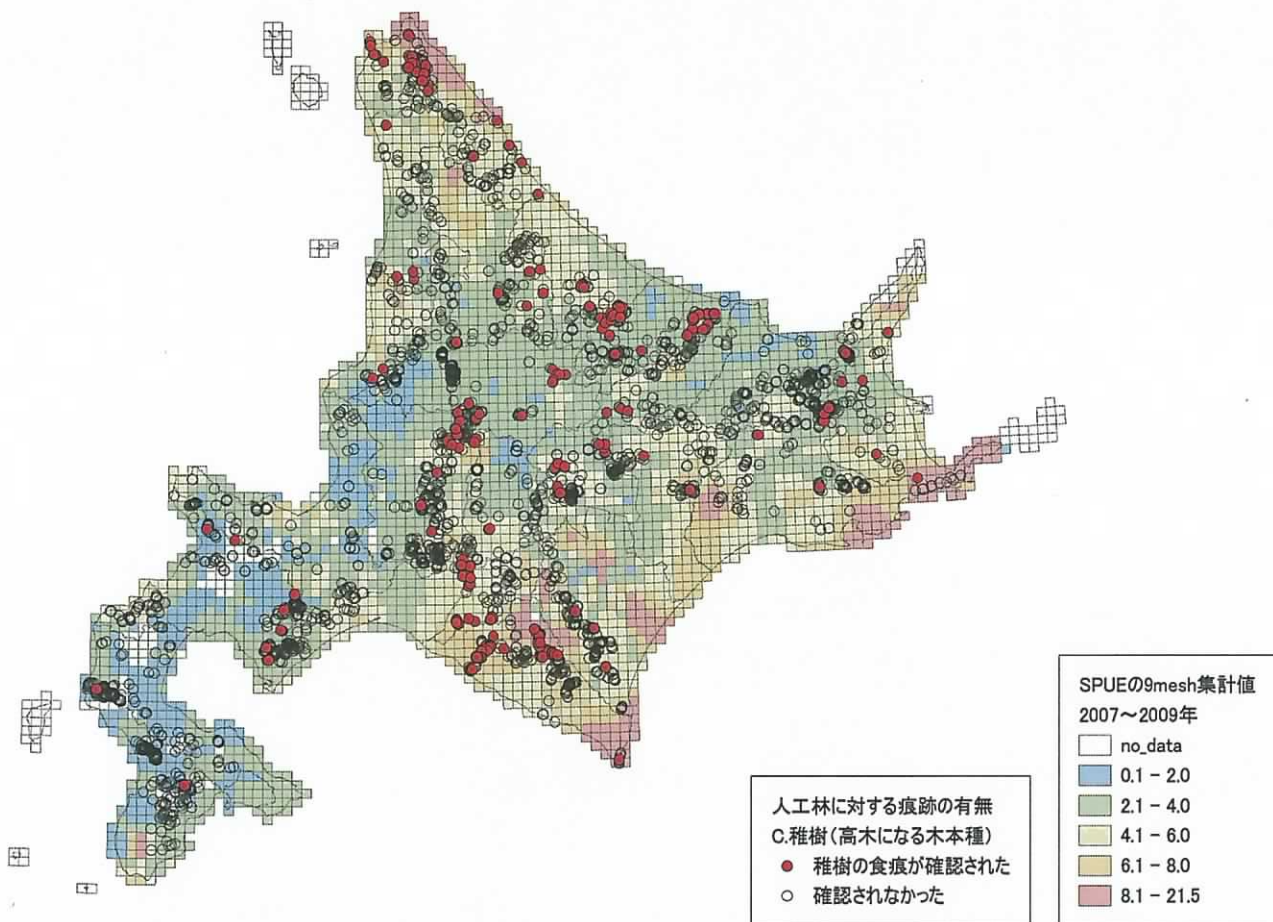 人工林に対する痕跡の有無
C.稚樹(高木になる木本種)
稚樹の食痕が確認された
確認されなかった
SPUEの9mesh集計値
2007～2009年
no_data
0.1 - 2.0
2.1 - 4.0
4.1 - 6.0
6.1 - 8.0
8.1 - 21.5